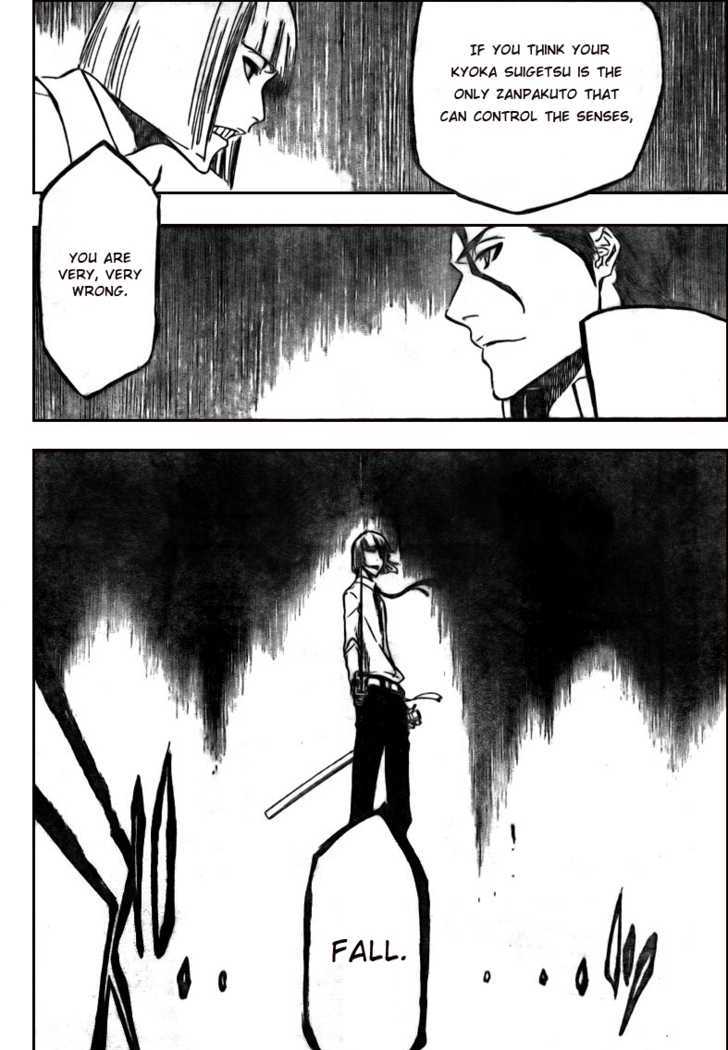 IF YOU THINK YOUR
KYOKA SUIGETSU IS THE
ONLY ZANPAKUTO THAT
CAN CONTROL THE SENSES,
YOU ARE
VERY, VERY
WRONG.
FALL.